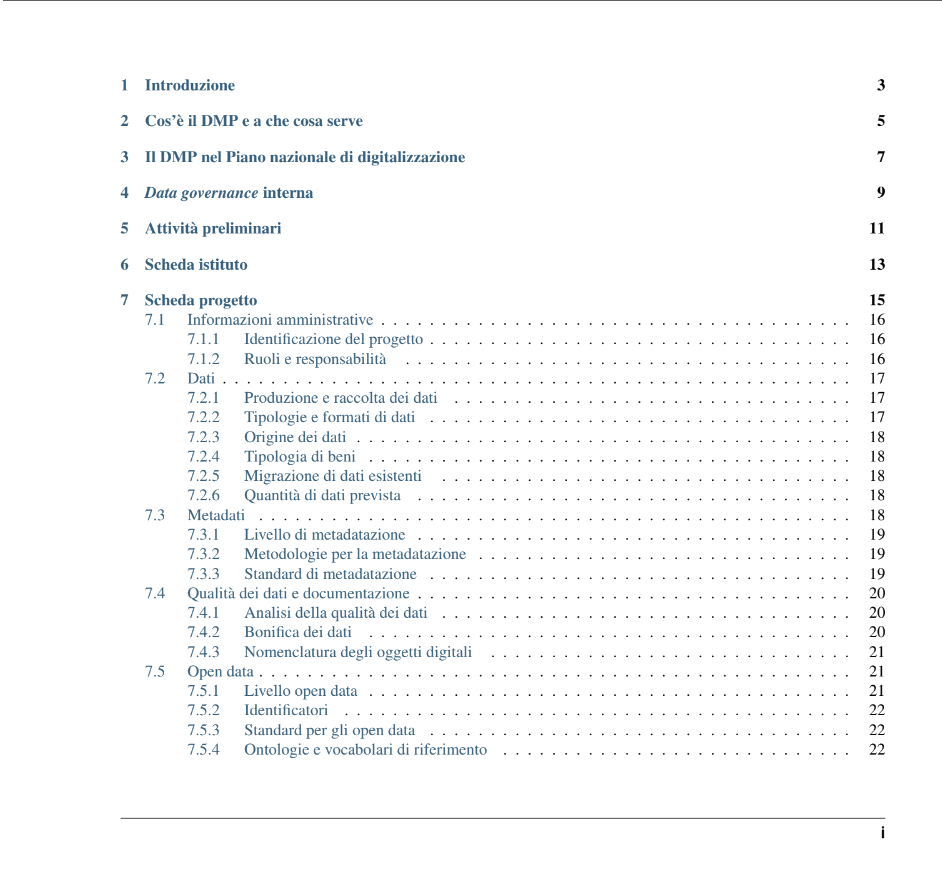 1 Introduzione 3
2 Cos'è il DMP e a che cosa serve 5
3 Il DMP nel Piano nazionale di digitalizzazione 7
4 Data governance interna 9
5 Attività preliminari 11
6 Scheda istituto 13
7 Scheda progetto 15
7.1 Informazioni amministrative . . . . . . . . . . . . . . . . . . . . 16
7.1.1 Identificazione del progetto . . . . . . . . . . . . . . . . . . . . 16
7.1.2 Ruoli e responsabilità . . . . . . . . . . . . . . . . . . . . 16
7.2 Dati . . . . . . . . . . . . . . . . . . . . 17
7.2.1 Produzione e raccolta dei dati . . . . . . . . . . . . . . . . . . . . 17
7.2.2 Tipologie e formati di dati . . . . . . . . . . . . . . . . . . . . 17
7.2.3 Origine dei dati . . . . . . . . . . . . . . . . . . . . 18
7.2.4 Tipologia di beni . . . . . . . . . . . . . . . . . . . . 18
7.2.5 Migrazione di dati esistenti . . . . . . . . . . . . . . . . . . . . 18
7.2.6 Quantità di dati prevista . . . . . . . . . . . . . . . . . . . . 18
7.3 Metadati . . . . . . . . . . . . . . . . . . . . 18
7.3.1 Livello di metadatazione . . . . . . . . . . . . . . . . . . . . 19
7.3.2 Metodologie per la metadatazione . . . . . . . . . . . . . . . . . . . . 19
7.3.3 Standard di metadatazione . . . . . . . . . . . . . . . . . . . . 19
7.4 Qualità dei dati e documentazione . . . . . . . . . . . . . . . . . . . . 20
7.4.1 Analisi della qualità dei dati . . . . . . . . . . . . . . . . . . . . 20
7.4.2 Bonifica dei dati . . . . . . . . . . . . . . . . . . . . 20
7.4.3 Nomenclatura degli oggetti digitali . . . . . . . . . . . . . . . . . . . . 21
7.5 Open data . . . . . . . . . . . . . . . . . . . . 21
7.5.1 Livello open data . . . . . . . . . . . . . . . . . . . . 21
7.5.2 Identificatori . . . . . . . . . . . . . . . . . . . . 22
7.5.3 Standard per gli open data . . . . . . . . . . . . . . . . . . . . 22
7.5.4 Ontologie e vocabolari di riferimento . . . . . . . . . . . . . . . . . . . . 22
i